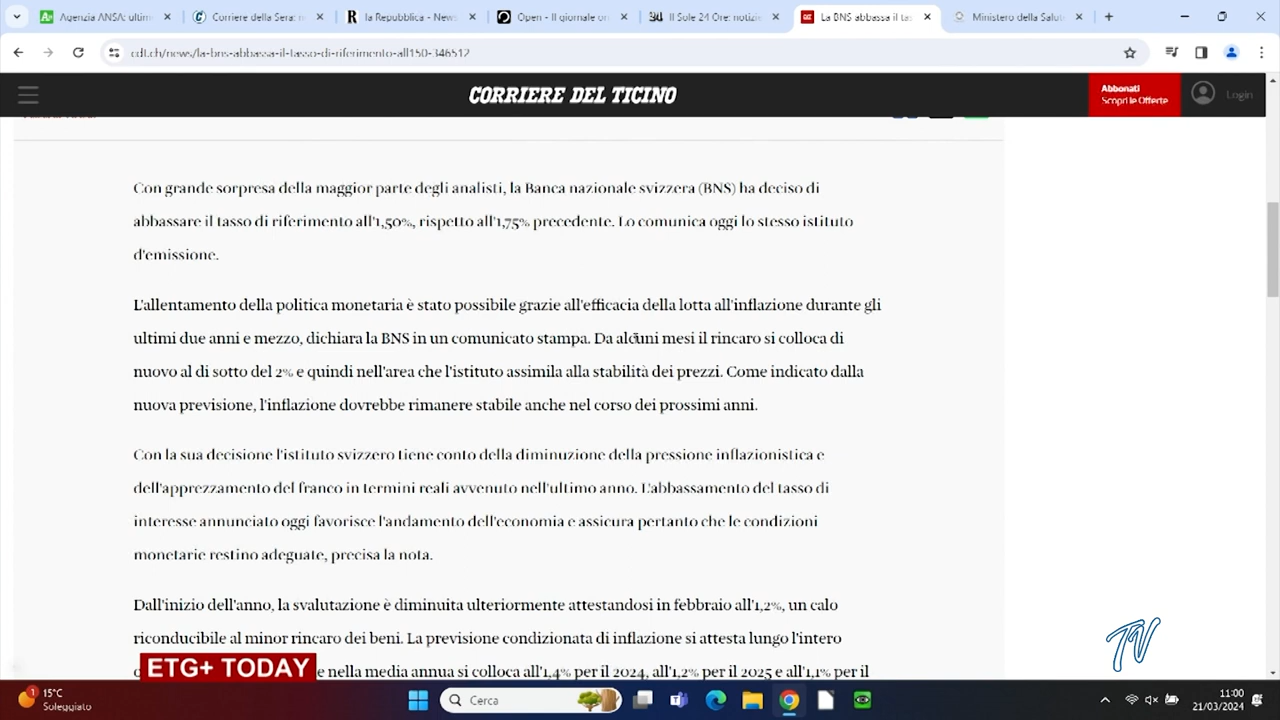 Agenzia ANSA: ultim
Corriere della Sera: n
la Repubblica - News
Open - Il giornale on
Il Sole 24 Ore: notizie
La BNS abbassa il tas
Ministero della Salut
cdt.ch/news/la-bns-abbassa-il-tasso-di-riferimento-all150-346512
CORRIERE DEL TICINO
Abbonati
Scopri le Offerte
Login
Con grande sorpresa della maggior parte degli analisti, la Banca nazionale svizzera (BNS) ha deciso di
abbassare il tasso di riferimento all'1,50%, rispetto all'1,75% precedente. Lo comunica oggi lo stesso istituto
d'emissione.
L'allentamento della politica monetaria è stato possibile grazie all'efficacia della lotta all'inflazione durante gli
ultimi due anni e mezzo, dichiara la BNS in un comunicato stampa. Da alcuni mesi il rincaro si colloca di
nuovo al di sotto del 2% e quindi nell'area che l'istituto assimila alla stabilità dei prezzi. Come indicato dalla
nuova previsione, l'inflazione dovrebbe rimanere stabile anche nel corso dei prossimi anni.
Con la sua decisione l'istituto svizzero tiene conto della diminuzione della pressione inflazionistica e
dell'apprezzamento del franco in termini reali avvenuto nell'ultimo anno. L'abbassamento del tasso di
interesse annunciato oggi favorisce l'andamento dell'economia e assicura pertanto che le condizioni
monetarie restino adeguate, precisa la nota.
Dall'inizio dell'anno, la svalutazione è diminuita ulteriormente attestandosi in febbraio all'1,2%, un calo
riconducibile al minor rincaro dei beni. La previsione condizionata di inflazione si attesta lungo l'intero
e nella media annua si colloca all'1,4% per il 2024, all'1,2% per il 2025 e all'1,1% per il
ETG+ TODAY
TV
1
15°C
Soleggiato
Cerca
11:00
21/03/2024